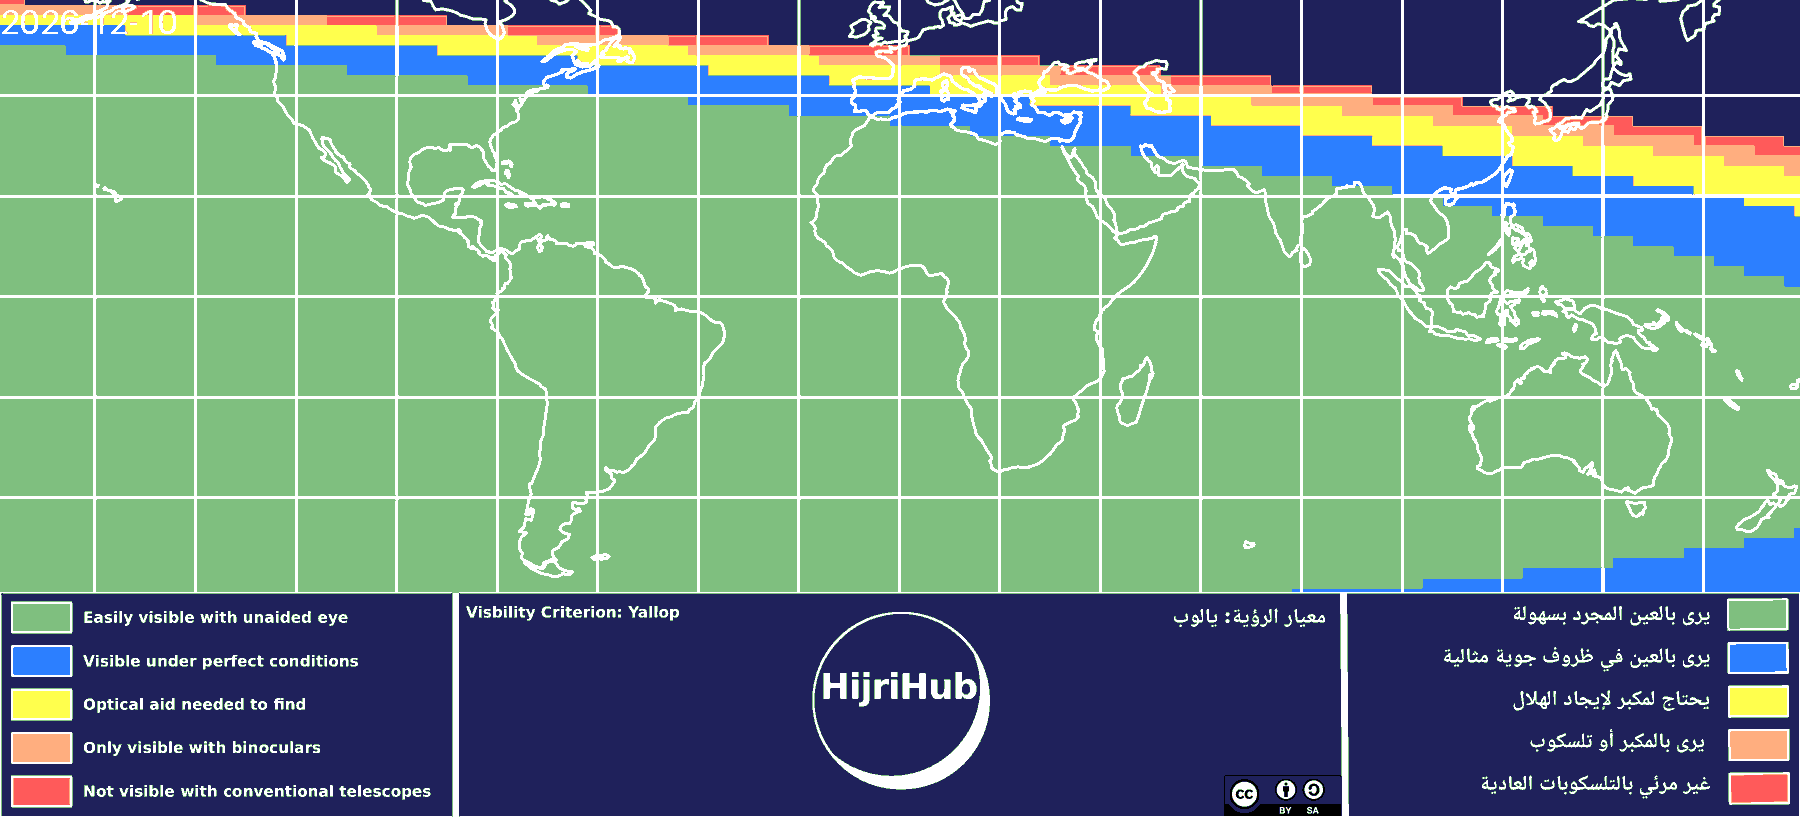 2026-12-10
Easily visible with unaided eye
Visible under perfect conditions
Optical aid needed to find
Only visible with binoculars
Not visible with conventional telescopes
Visbility Criterion: Yallop
معيار الرؤية: يالوب
HijriHub
cc
BY SA
يرى بالعين المجرد بسهولة
يرى بالعين في ظروف جوية مثالية
يحتاج لمكبر لإيجاد الهلال
يرى بالمكبر أو تلسكوب
غير مرئي بالتلسكوبات العادية